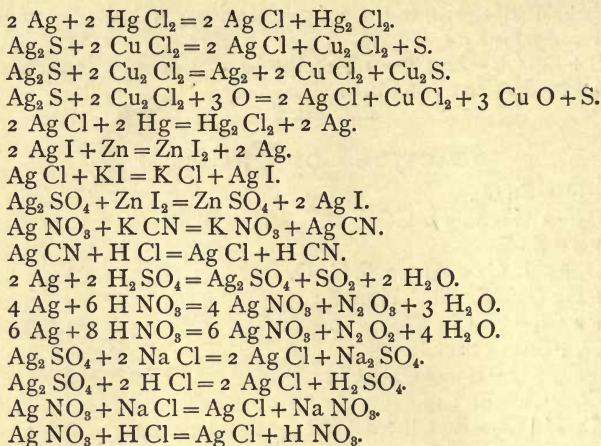 2 Ag + 2 Hg Cl₂ = 2 Ag Cl + Hg₂ Cl₂.
Ag₂ S + 2 Cu Cl₂ = 2 Ag Cl + Cu₂ Cl₂ + S.
Ag₂ S + 2 Cu₂ Cl₂ = Ag₂ + 2 Cu Cl₂ + Cu₂ S.
Ag₂ S + 2 Cu₂ Cl₂ + 3 O = 2 Ag Cl + Cu Cl₂ + 3 Cu O + S.
2 Ag Cl + 2 Hg = Hg₂ Cl₂ + 2 Ag.
2 Ag I + Zn = Zn I₂ + 2 Ag.
Ag Cl + KI = K Cl + Ag I.
Ag₂ SO₄ + Zn I₂ = Zn SO₄ + 2 Ag I.
Ag NO₃ + K CN = K NO₃ + Ag CN.
Ag CN + H Cl = Ag Cl + H CN.
2 Ag + 2 H₂ SO₄ = Ag₂ SO₄ + SO₂ + 2 H₂ O.
4 Ag + 6 H NO₃ = 4 Ag NO₃ + N₂ O₃ + 3 H₂ O.
6 Ag + 8 H NO₃ = 6 Ag NO₃ + N₂ O₂ + 4 H₂ O.
Ag₂ SO₄ + 2 Na Cl = 2 Ag Cl + Na₂ SO₄.
Ag₂ SO₄ + 2 H Cl = 2 Ag Cl + H₂ SO₄.
Ag NO₃ + Na Cl = Ag Cl + Na NO₃.
Ag NO₃ + H Cl = Ag Cl + H NO₃.